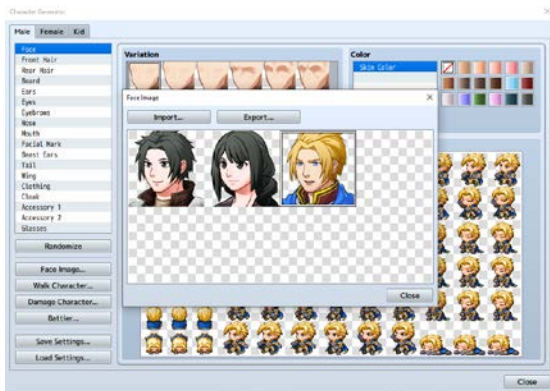 Character Generator
Male Female Kid
Face
Front Hair
Rear Hair
Beard
Ears
Eyes
Eyebrows
Nose
Mouth
Facial Mark
Beast Ears
Tail
Wing
Clothing
Cloak
Accessory 1
Accessory 2
Glasses
Randomize
Face Image...
Walk Character...
Damage Character...
Battler...
Save Settings...
Load Settings...
Variation
Color
Skin Color
Face Image
Import... Export...
Close
Close